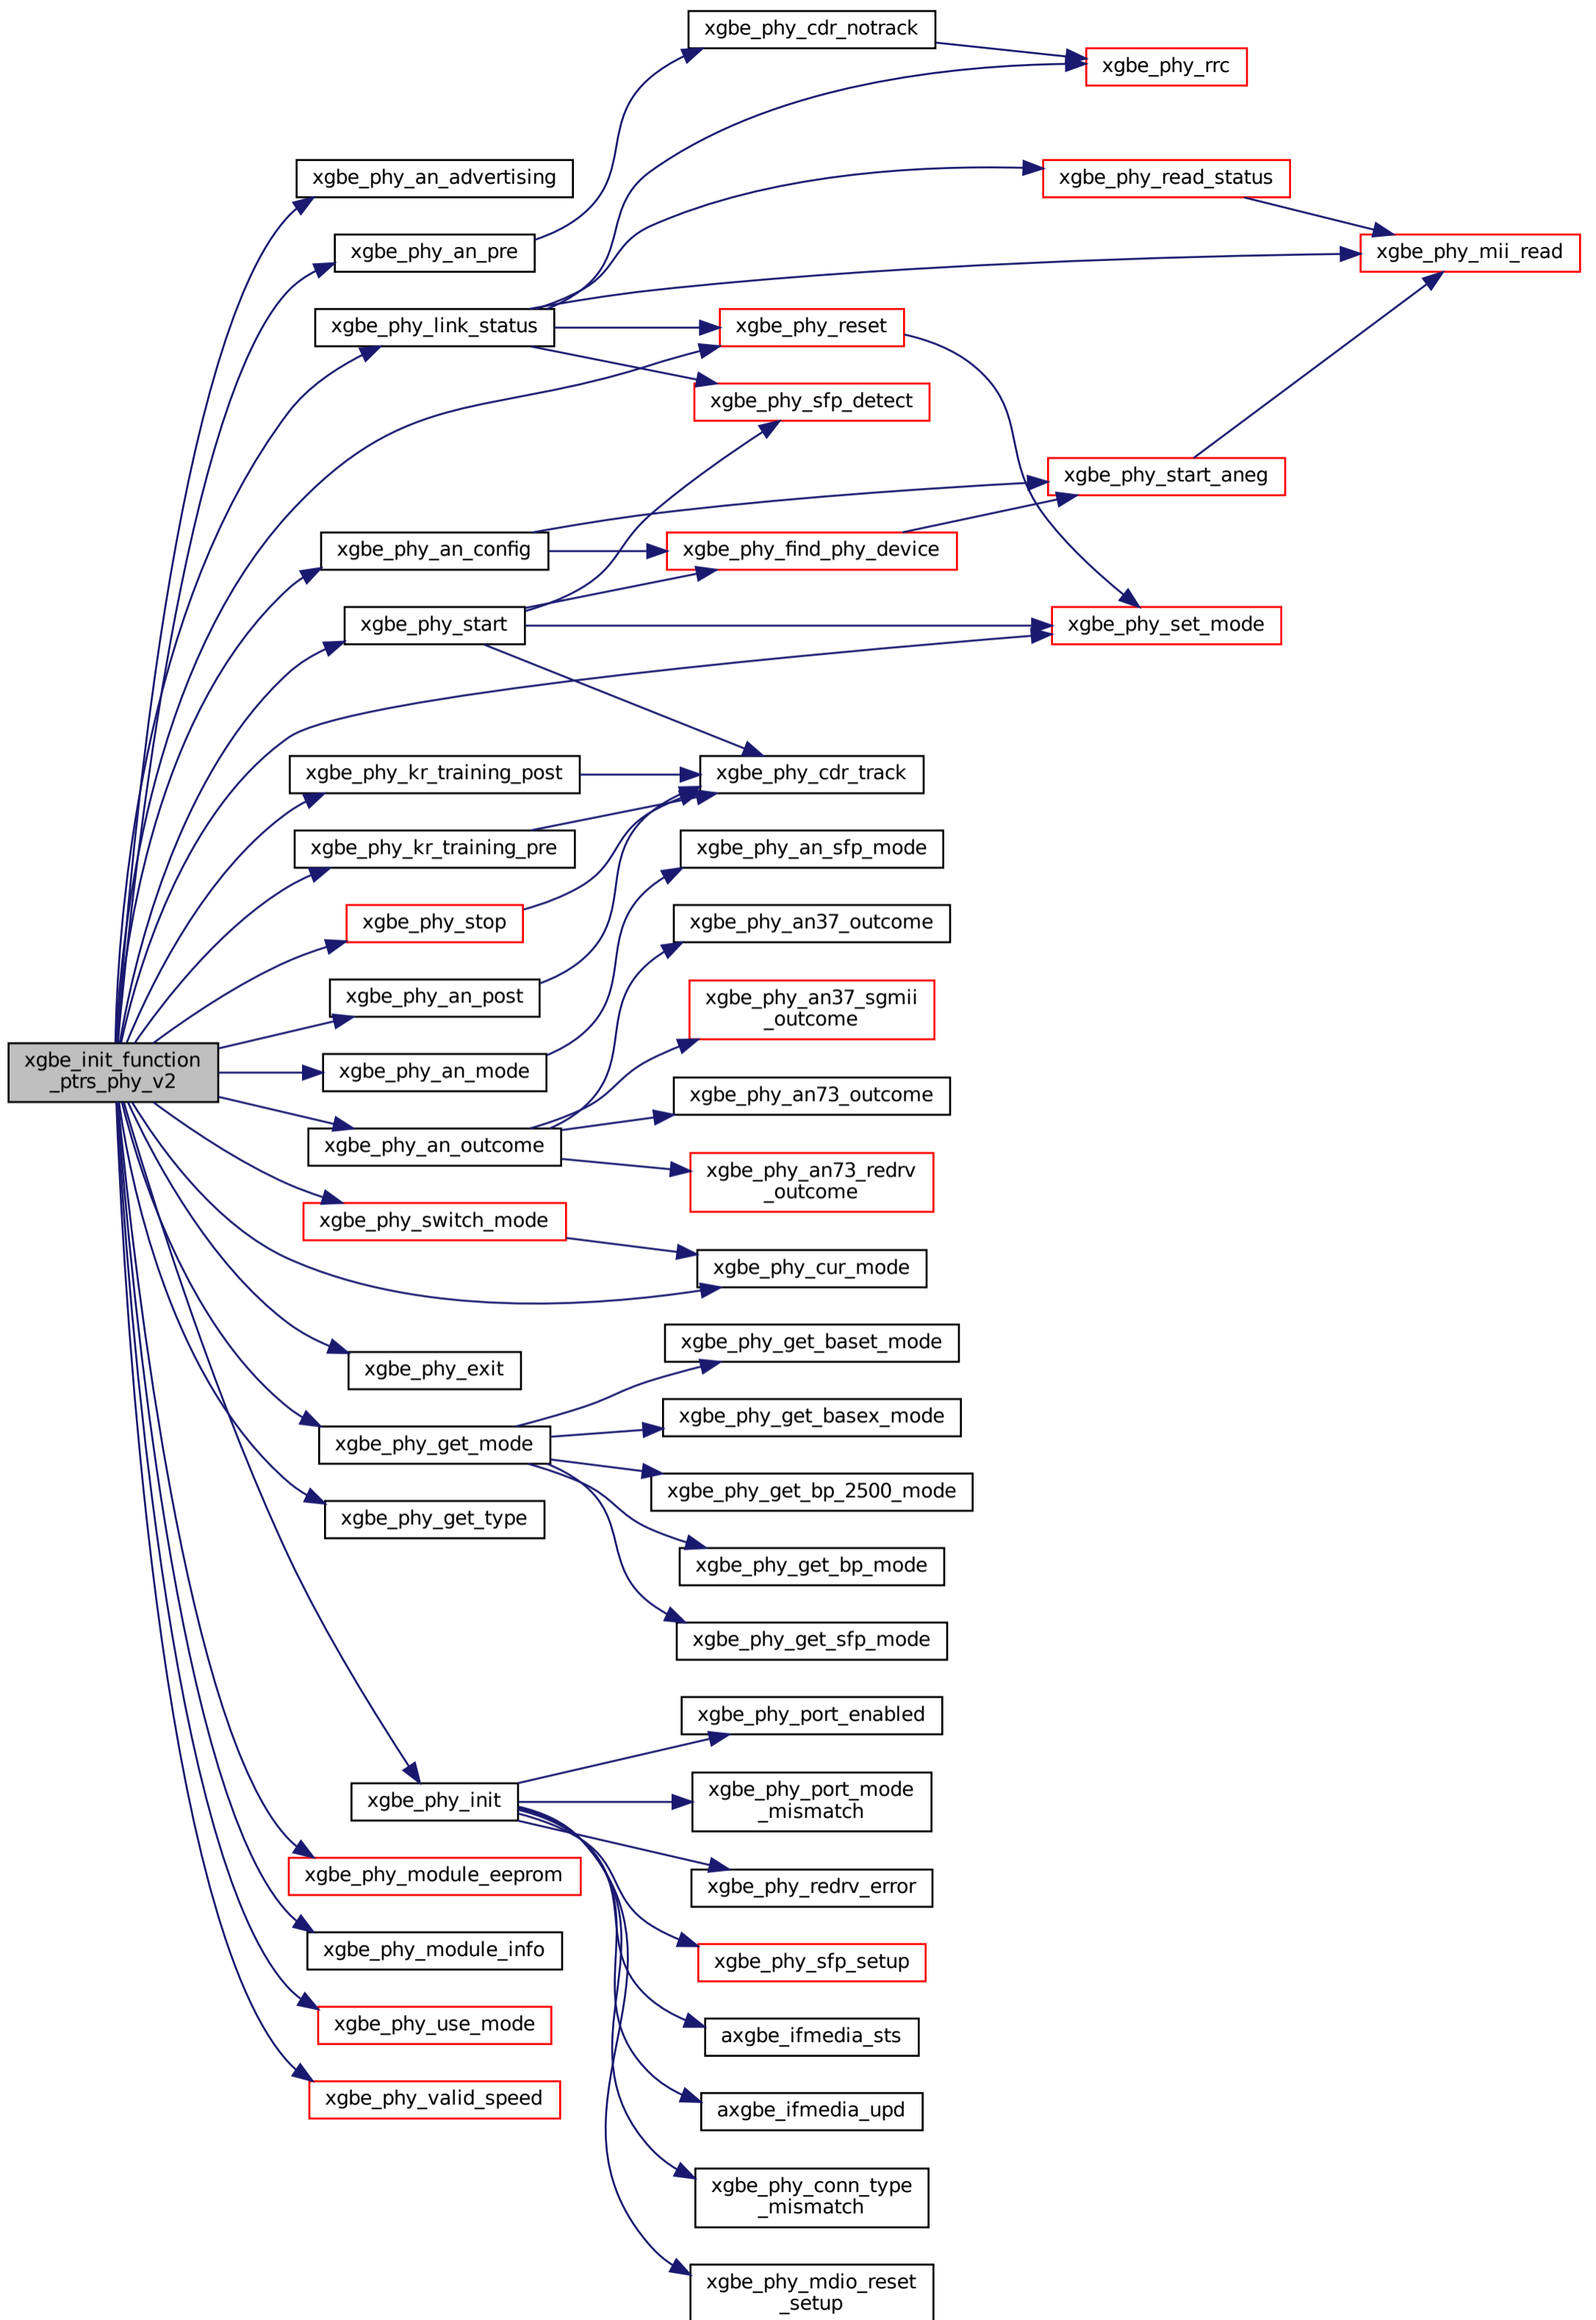 xgbe_phy_cdr_notrack
xgbe_phy_rrc
xgbe_phy_an_advertising
xgbe_phy_read_status
xgbe_phy_an_pre
xgbe_phy_mii_read
xgbe_phy_link_status
xgbe_phy_reset
xgbe_phy_sfp_detect
xgbe_phy_start_aneg
xgbe_phy_an_config
xgbe_phy_find_phy_device
xgbe_phy_start
xgbe_phy_set_mode
xgbe_phy_kr_training_post
xgbe_phy_cdr_track
xgbe_phy_kr_training_pre
xgbe_phy_an_sfp_mode
xgbe_phy_stop
xgbe_phy_an37_outcome
xgbe_phy_an_post
xgbe_phy_an37_sgmii
_outcome
xgbe_init_function
_ptrs_phy_v2
xgbe_phy_an_mode
xgbe_phy_an73_outcome
xgbe_phy_an_outcome
xgbe_phy_an73_redrv
_outcome
xgbe_phy_switch_mode
xgbe_phy_cur_mode
xgbe_phy_get_baset_mode
xgbe_phy_exit
xgbe_phy_get_basex_mode
xgbe_phy_get_mode
xgbe_phy_get_bp_2500_mode
xgbe_phy_get_type
xgbe_phy_get_bp_mode
xgbe_phy_get_sfp_mode
xgbe_phy_port_enabled
xgbe_phy_init
xgbe_phy_port_mode
_mismatch
xgbe_phy_module_eeprom
xgbe_phy_redrv_error
xgbe_phy_module_info
xgbe_phy_sfp_setup
xgbe_phy_use_mode
axgbe_ifmedia_sts
xgbe_phy_valid_speed
axgbe_ifmedia_upd
xgbe_phy_conn_type
_mismatch
xgbe_phy_mdio_reset
_setup